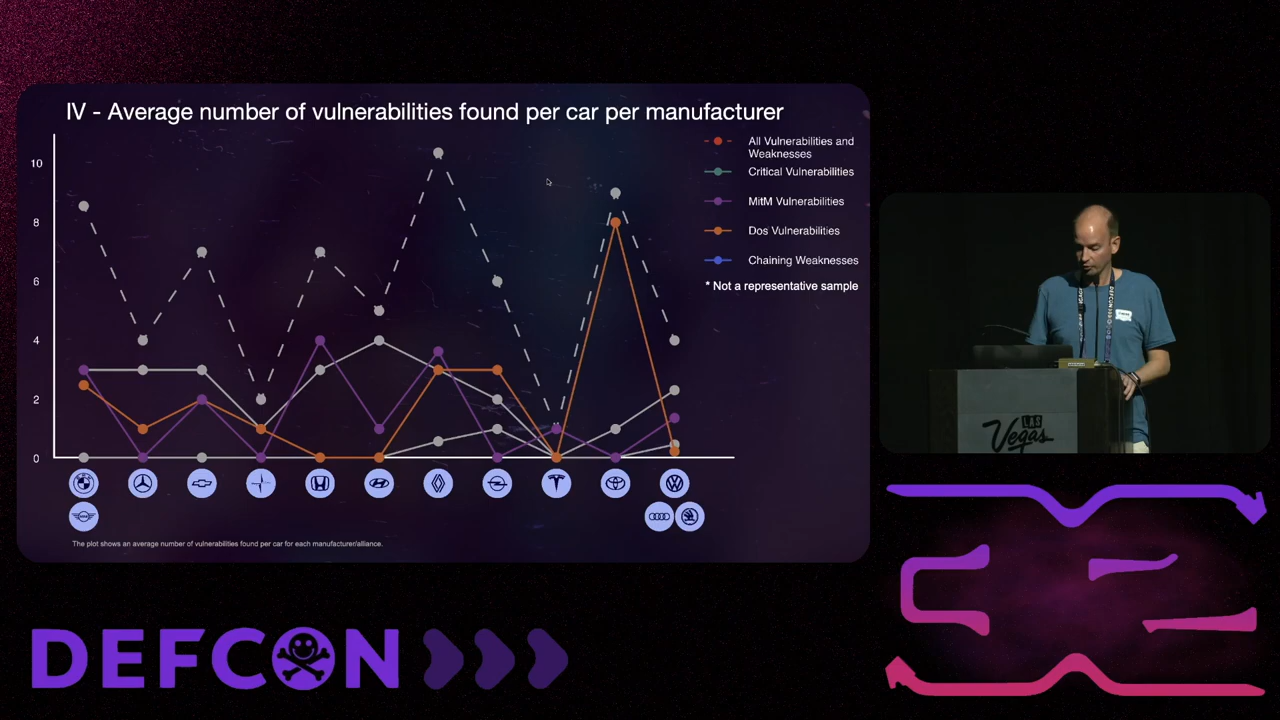 IV - Average number of vulnerabilities found per car per manufacturer
10
8
6
4
2
0
All Vulnerabilities and
Weaknesses
Critical Vulnerabilities
MitM Vulnerabilities
Dos Vulnerabilities
Chaining Weaknesses
* Not a representative sample
The plot shows an average number of vulnerabilities found per car for each manufacturer/alliance.
DEFCON
LAS
Vegas